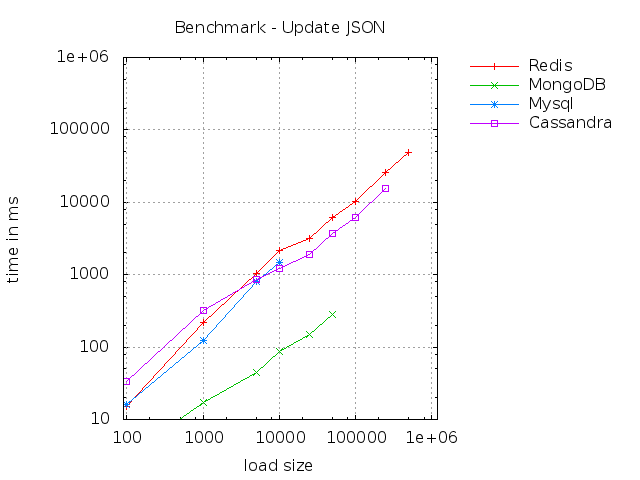 Benchmark - Update JSON
1e+06
100000
10000
1000
100
10
time in ms
100 1000 10000 100000 1e+06
load size
Redis
MongoDB
Mysql
Cassandra